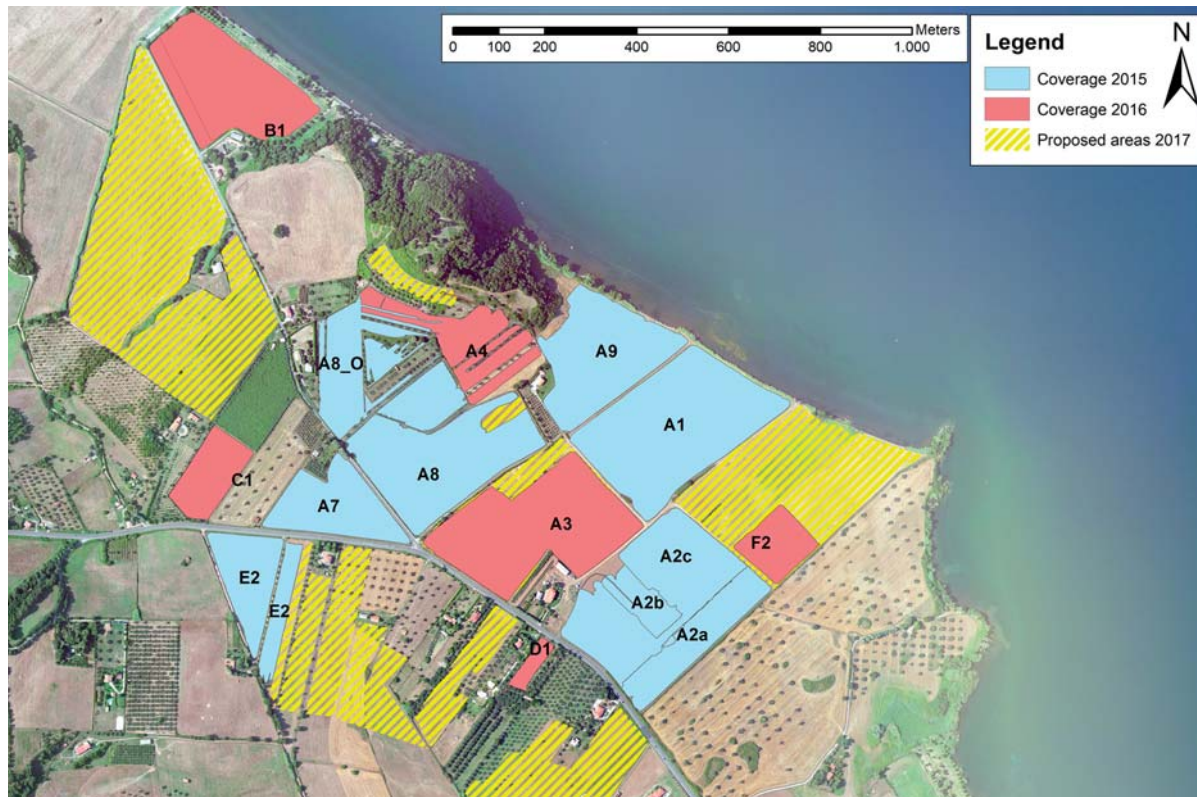 Meters
0 100 200 400 600 800 1.000
Legend
N
Coverage 2015
Coverage 2016
Proposed areas 2017
B1
A8_O
A4
A9
A1
C1
A7
A8
A3
F2
A2c
E2
E2
A2b
A2a
D1